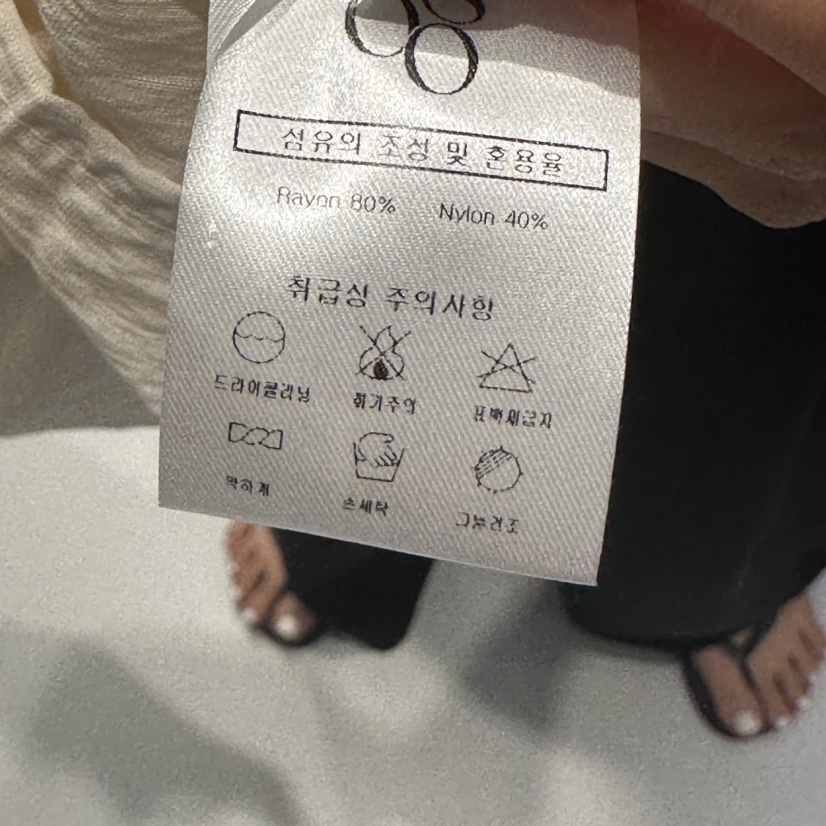 섬유의 조성 및 혼용율
Rayon 80% Nylon 40%
취급상 주의사항
드라이클리닝 화기주의 표백제금지
약하게 손세탁 그늘건조